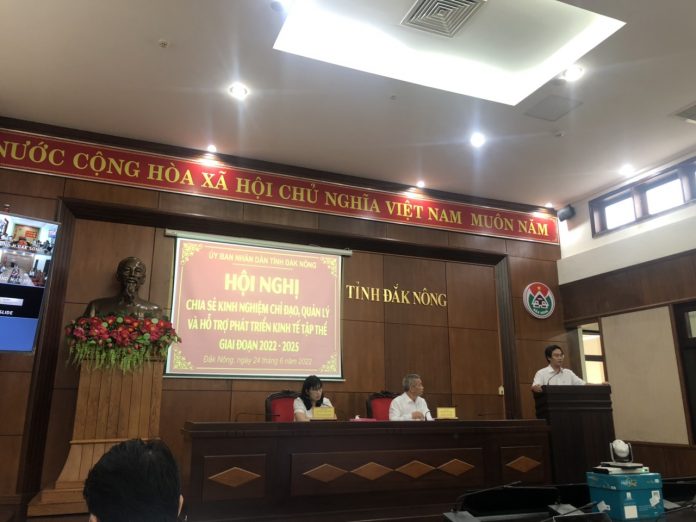 NƯỚC CỘNG HÒA XÃ HỘI CHỦ NGHĨA VIỆT NAM MUÔN NĂM
ỦY BAN NHÂN DÂN TỈNH ĐẮK NÔNG
HỘI NGHỊ
CHIA SẺ KINH NGHIỆM CHỈ ĐẠO, QUẢN LÝ
VÀ HỖ TRỢ PHÁT TRIỂN KINH TẾ TẬP THỂ
GIAI ĐOẠN 2022 - 2025
Đắk Nông, ngày 24 tháng 6 năm 2022
TỈNH ĐẮK NÔNG
SLIDE